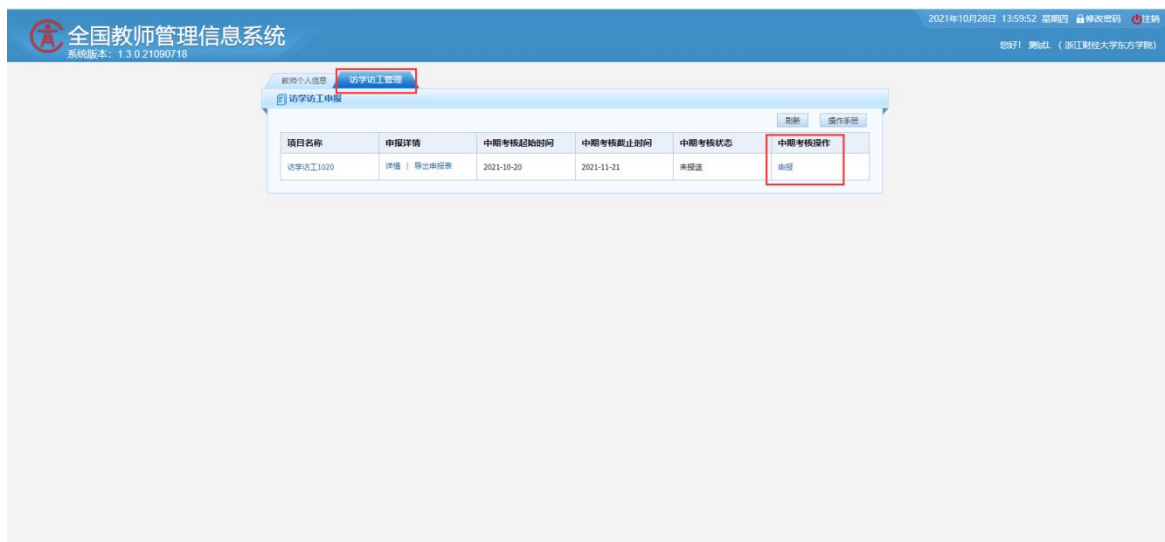 2021年10月28日 13:59:52 星期四 修改密码 注销
全国教师管理信息系统
系统版本：1.3.0.21090718
您好！ 测试1（浙江财经大学东方学院）
教师个人信息 访学访工管理
访学访工申报
刷新 操作手册
项目名称 申报详情 中期考核起始时间 中期考核截止时间 中期考核状态 中期考核操作
访学访工1020 详情 | 导出申报表 2021-10-20 2021-11-21 未报送 申报